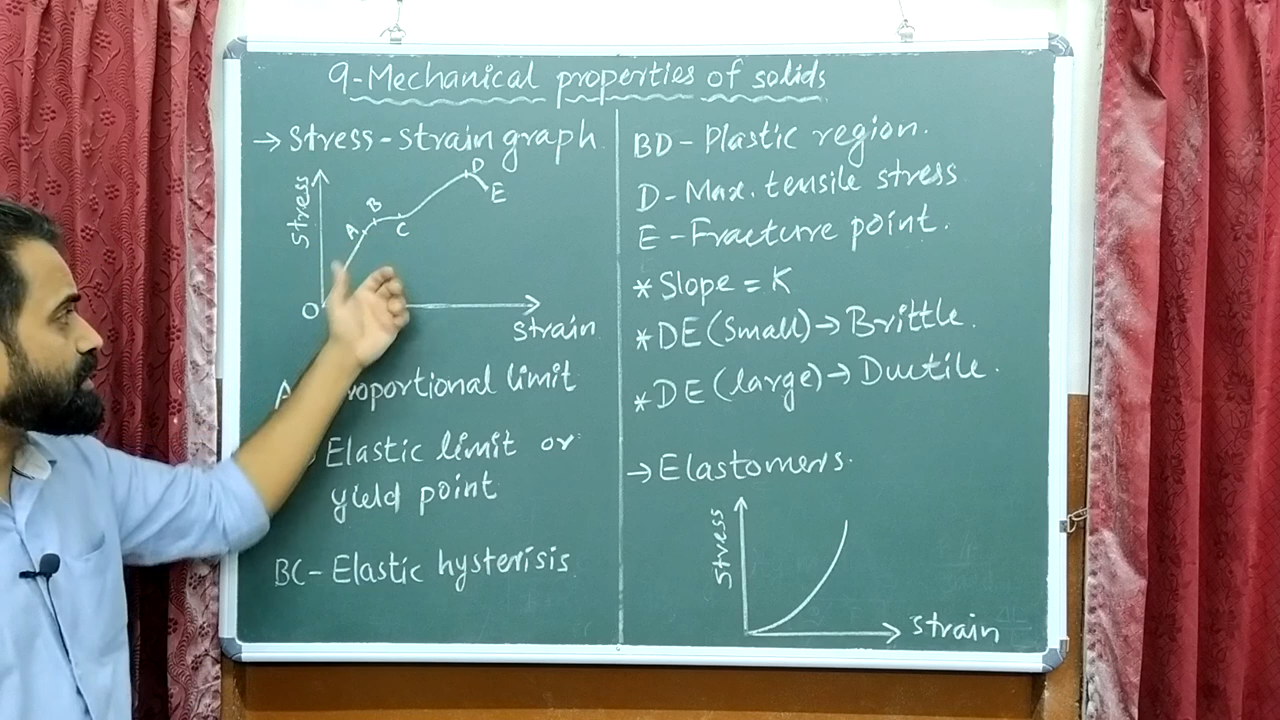 9-Mechanical properties of solids
→ Stress-strain graph
Stress
A
B
C
D
E
O
strain
A Proportional limit
Elastic limit or
yield point
BC- Elastic hysterisis
BD- Plastic region.
D- Max. tensile stress
E - Fracture point.
* Slope = K
* DE (Small) → Brittle.
* DE (large) → Ductile.
→ Elastomers.
Stress
strain